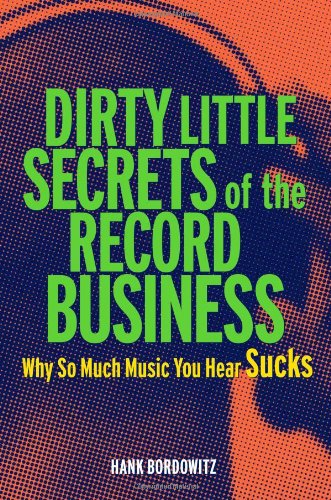 DIRTY LITTLE
SECRETS of the
RECORD
BUSINESS
Why So Much Music You Hear Sucks
HANK BORDOWITZ